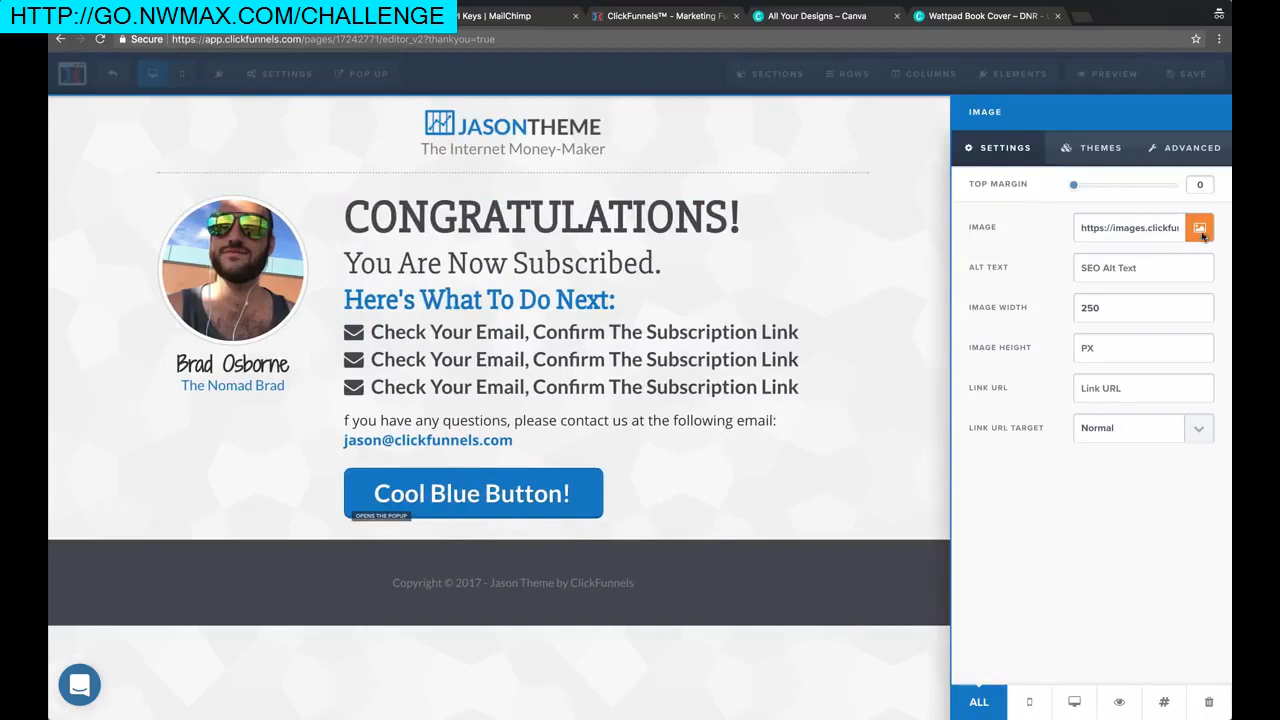 HTTP://GO.NWMAX.COM/CHALLENGE
I Keys | MailChimp
ClickFunnels™ - Marketing Fu
All Your Designs – Canva
Wattpad Book Cover – DNR - U
Secure
https://app.clickfunnels.com/pages/17242771/editor_v2?thankyou=true
SETTINGS
POP UP
SECTIONS
ROWS
COLUMNS
ELEMENTS
PREVIEW
SAVE
JASONTHEME
The Internet Money-Maker
CONGRATULATIONS!
You Are Now Subscribed.
Here's What To Do Next:
Check Your Email, Confirm The Subscription Link
Check Your Email, Confirm The Subscription Link
Check Your Email, Confirm The Subscription Link
Brad Osborne
The Nomad Brad
f you have any questions, please contact us at the following email:
jason@clickfunnels.com
Cool Blue Button!
OPENS THE POPUP
Copyright © 2017 - Jason Theme by ClickFunnels
IMAGE
SETTINGS
THEMES
ADVANCED
TOP MARGIN
0
IMAGE
https://images.clickfu
ALT TEXT
SEO Alt Text
IMAGE WIDTH
250
IMAGE HEIGHT
PX
LINK URL
Link URL
LINK URL TARGET
Normal
ALL